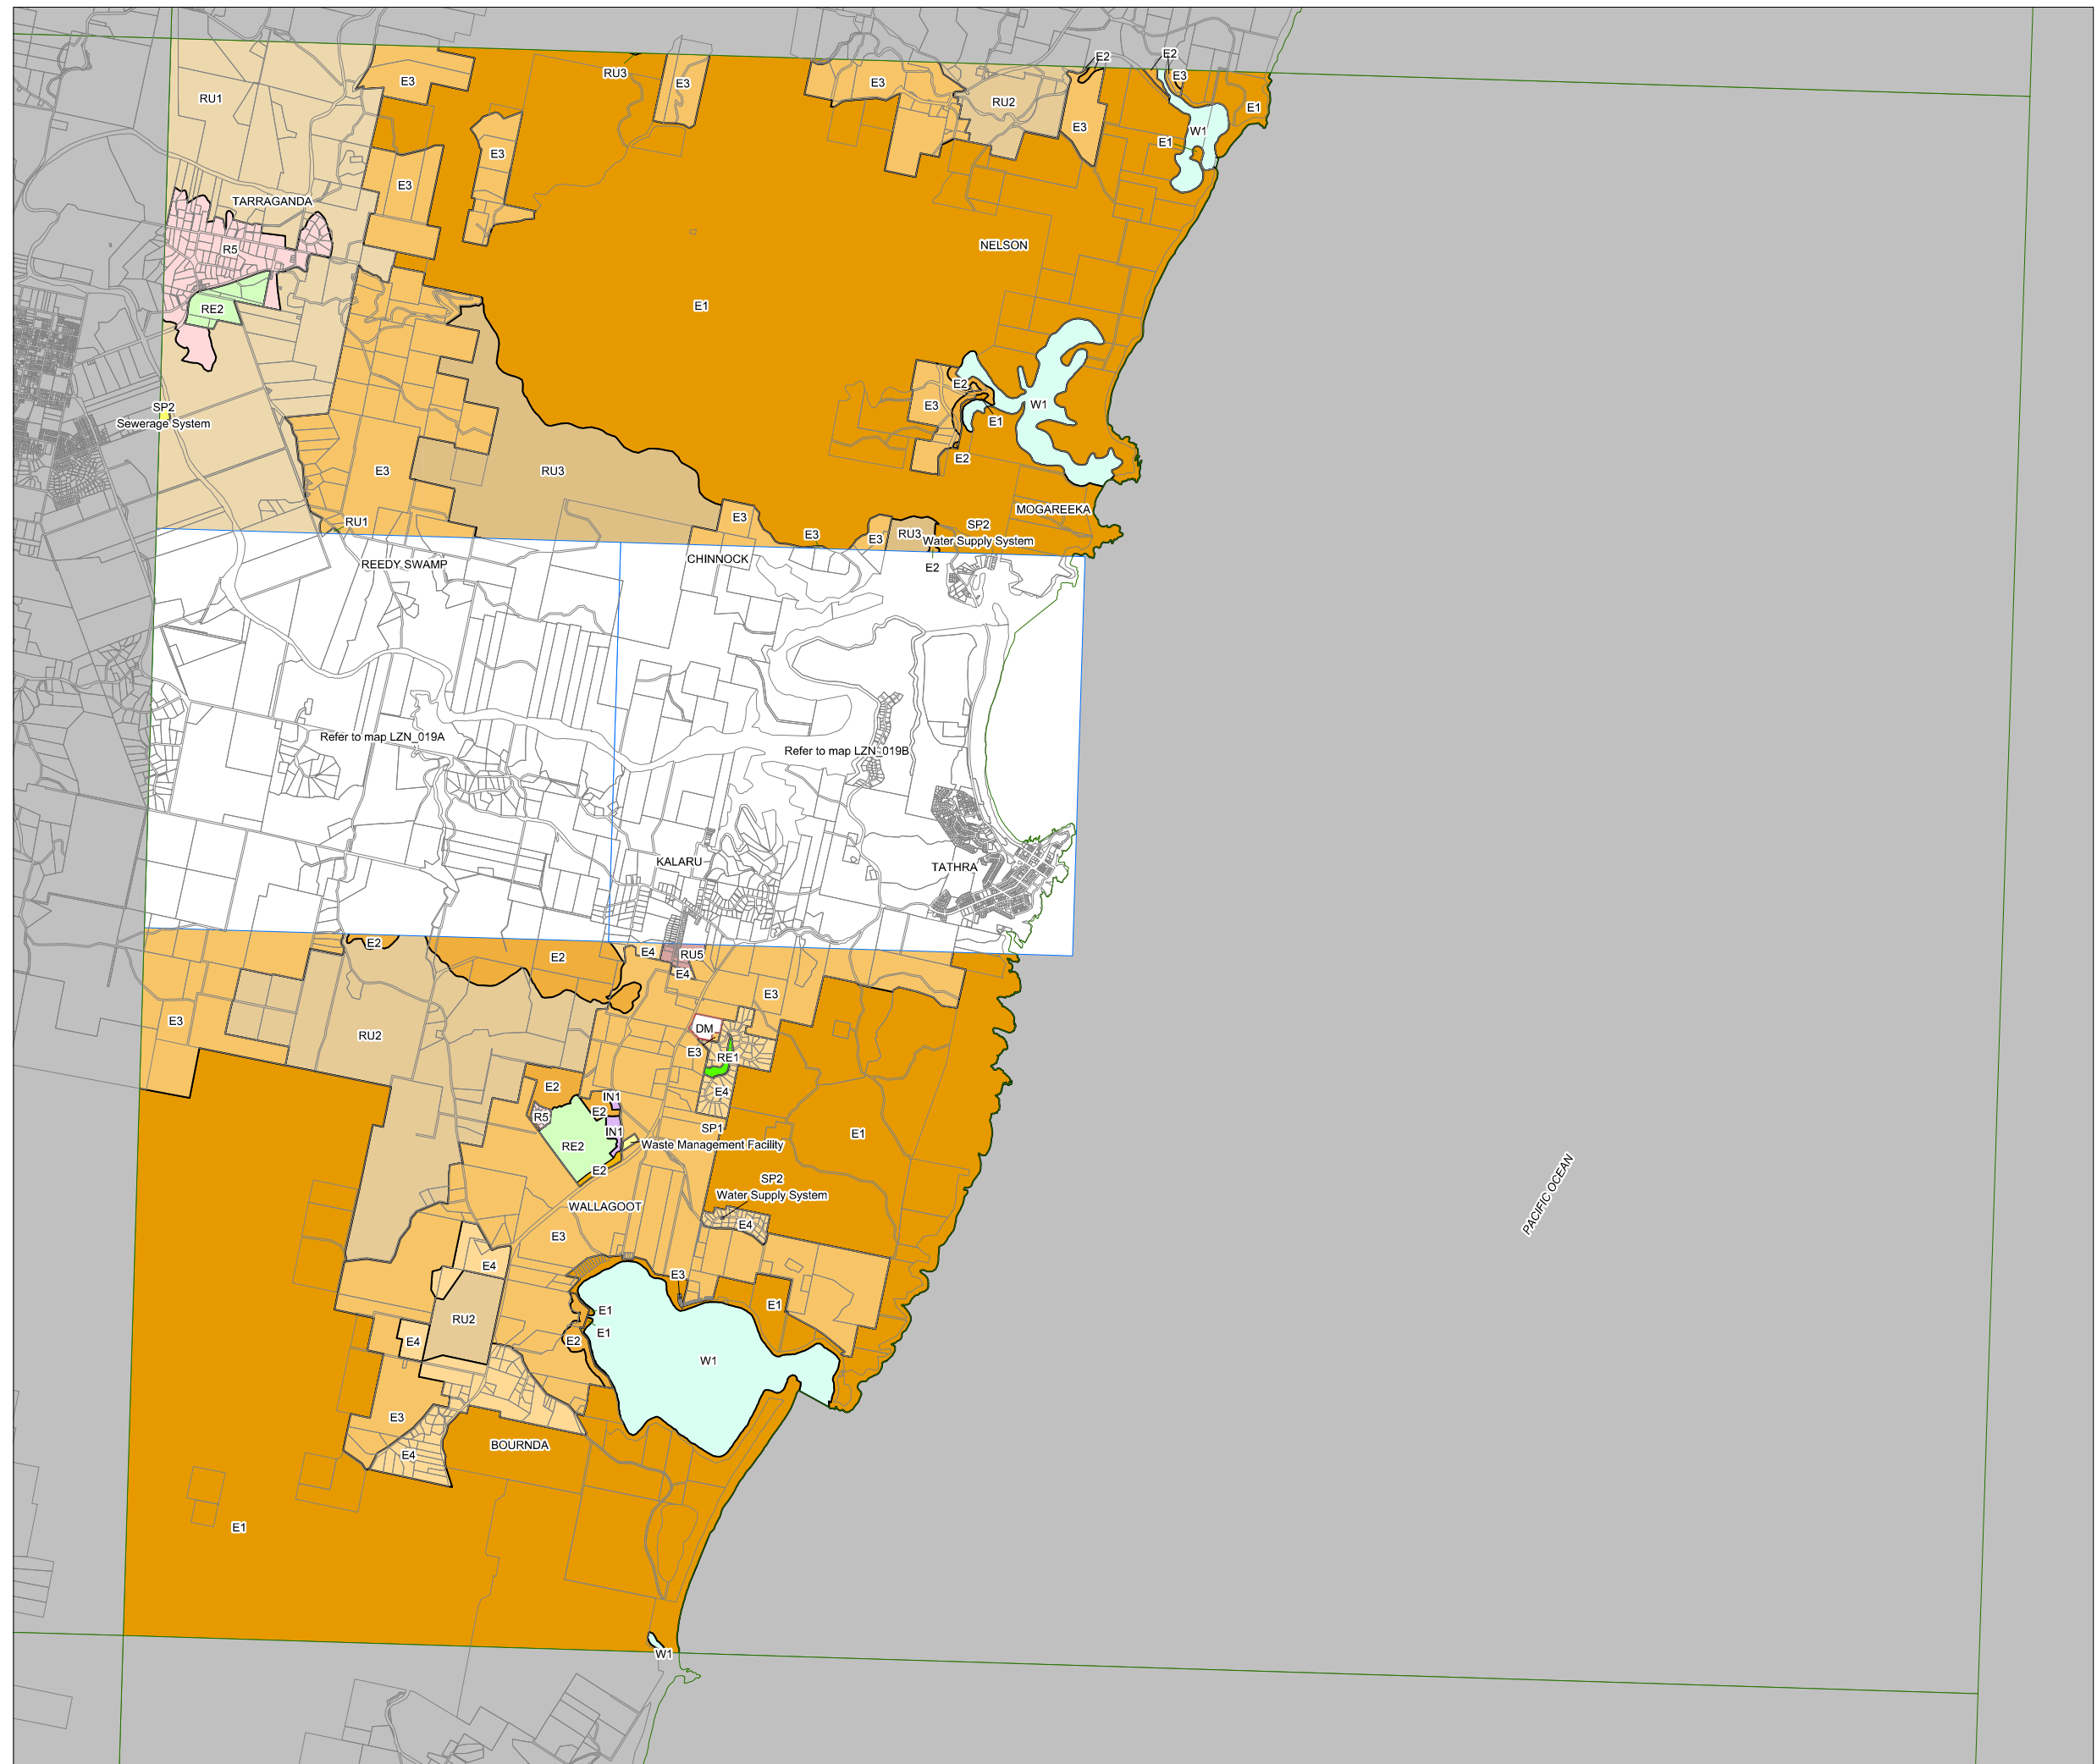 E2
E2
RU3
E3
E3
E3
E3
RU1
RU2
E1
E3
W1
E1
E3
E3
TARRAGANDA
R5
NELSON
RE2
E1
E2
E3
W1
SP2
Sewerage System
E1
E2
E3
RU3
MOGAREEKA
E3
RU1
SP2
Water Supply System
E3
E3
RU3
CHINNOCK
REEDY SWAMP
E2
Refer to map LZN_019A
Refer to map LZN_019B
KALARU
TATHRA
E2
E4
RU5
E2
E4
E3
E3
DM
RU2
E3
RE1
E2
E4
IN1
E2
R5
SP1
IN1
E1
RE2
Waste Management Facility
E2
SP2
Water Supply System
PACIFIC OCEAN
WALLAGOOT
E4
E3
E4
E3
E1
E1
RU2
E1
E4
E2
W1
E3
BOURNDA
E4
E1
W1